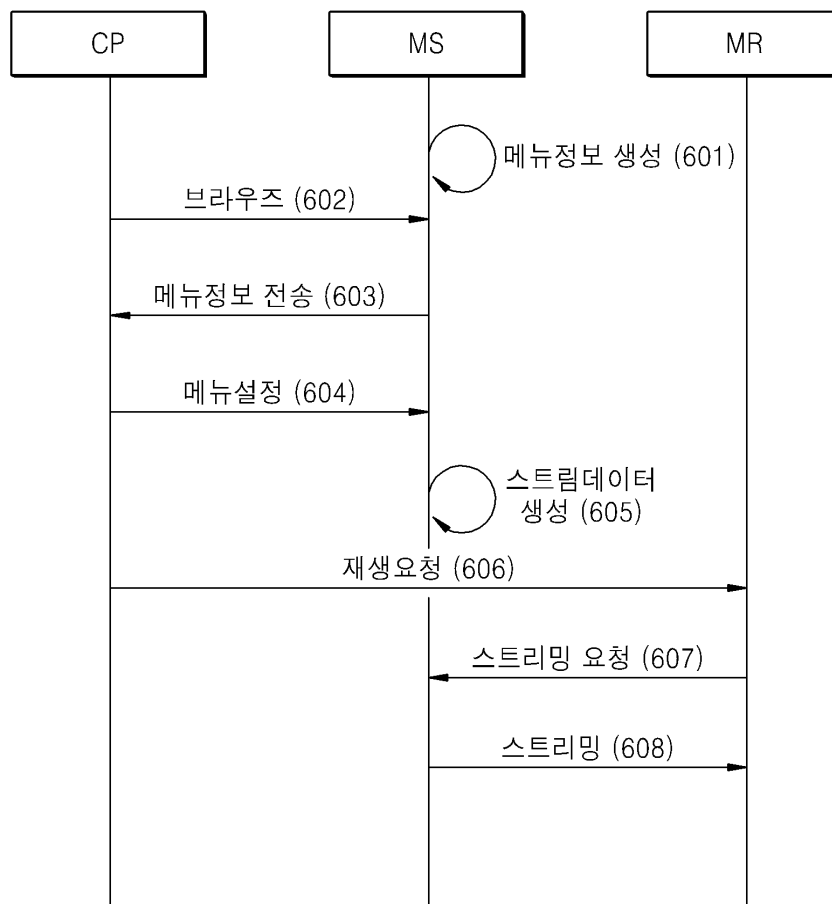 CP
MS
MR
메뉴정보 생성 (601)
브라우즈 (602)
메뉴정보 전송 (603)
메뉴설정 (604)
스트림데이터
생성 (605)
재생요청 (606)
스트리밍 요청 (607)
스트리밍 (608)